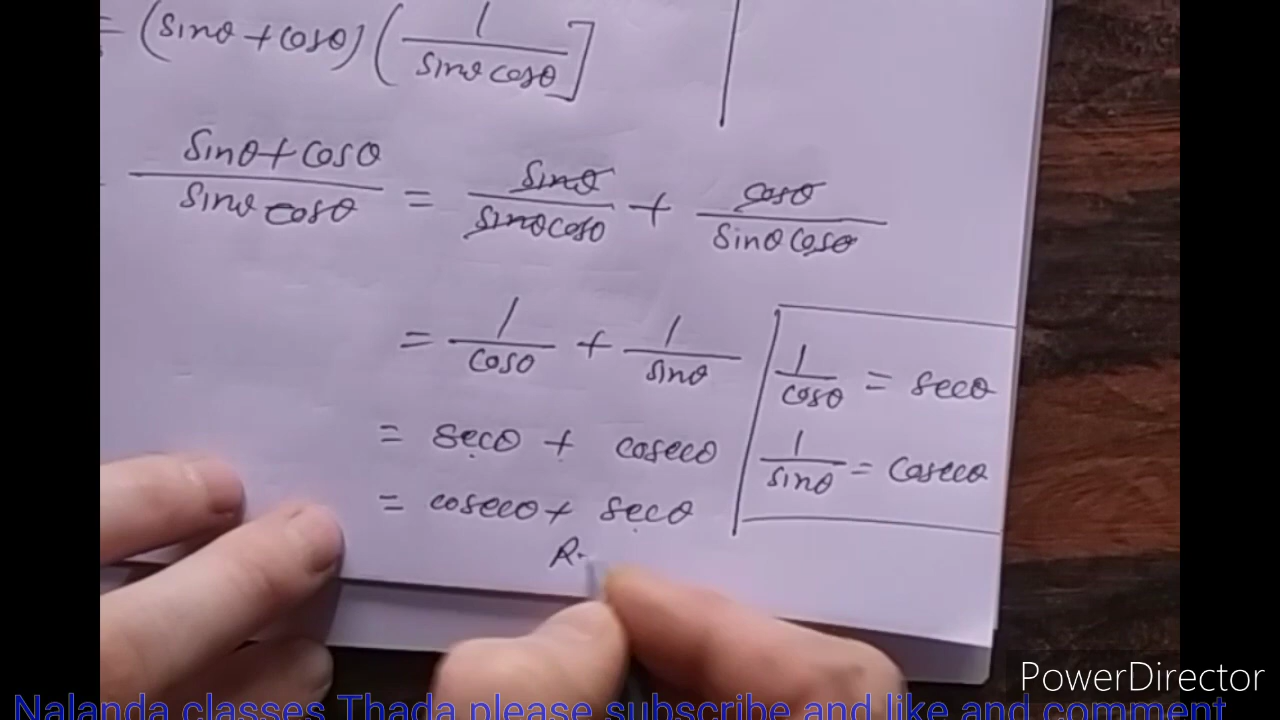 = (sinθ + cosθ) ( 1 / sinθ cosθ ]
sinθ + cosθ / sinθ cosθ = sinθ / sinθ cosθ + cosθ / sinθ cosθ
= 1 / cosθ + 1 / sinθ
1 / cosθ = secθ
= secθ + cosecθ
1 / sinθ = cosecθ
= cosecθ + secθ
R.
PowerDirector
Nalanda classes Thada please subscribe and like and comment